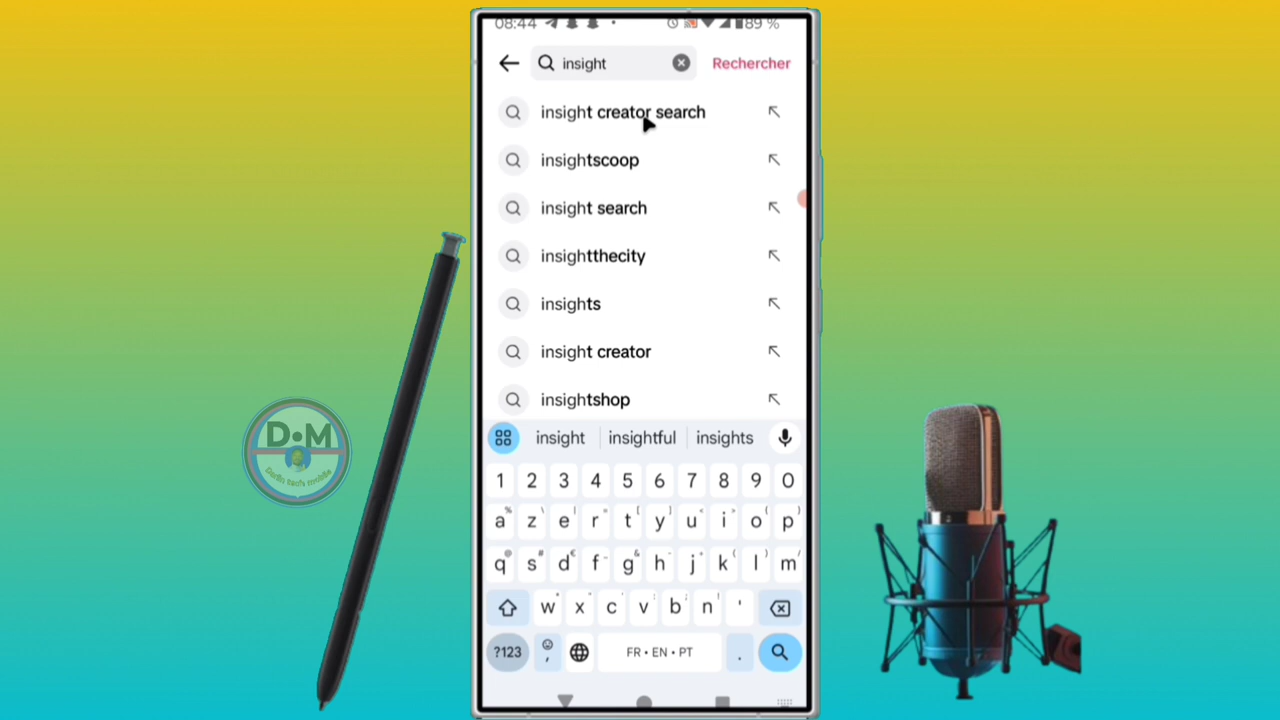 08:44 89 %
insight Rechercher
insight creator search
insightscoop
insight search
insightthecity
insights
insight creator
insightshop
insight insightful insights
1 2 3 4 5 6 7 8 9 0
a z e r t y u i o p
q s d f g h j k l m
w x c v b n '
?123 , FR • EN • PT .
D•M